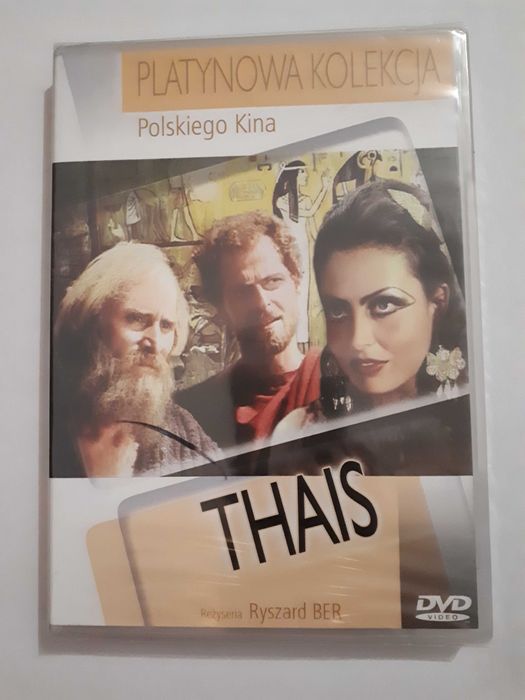 PLATYNOWA KOLEKCJA
Polskiego Kina
THAIS
Reżyseria Ryszard BER
DVD
VIDEO